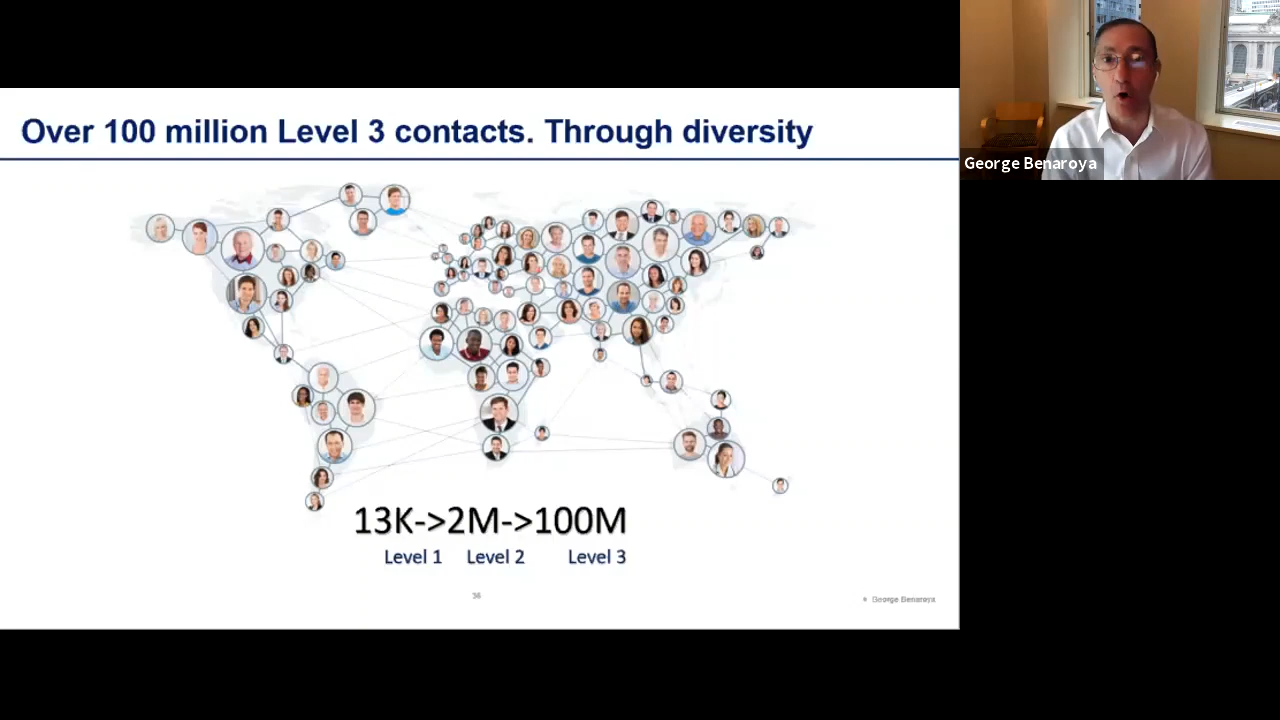 Over 100 million Level 3 contacts. Through diversity
George Benaroya
13K->2M->100M
Level 1 Level 2 Level 3
36
© George Benaroya